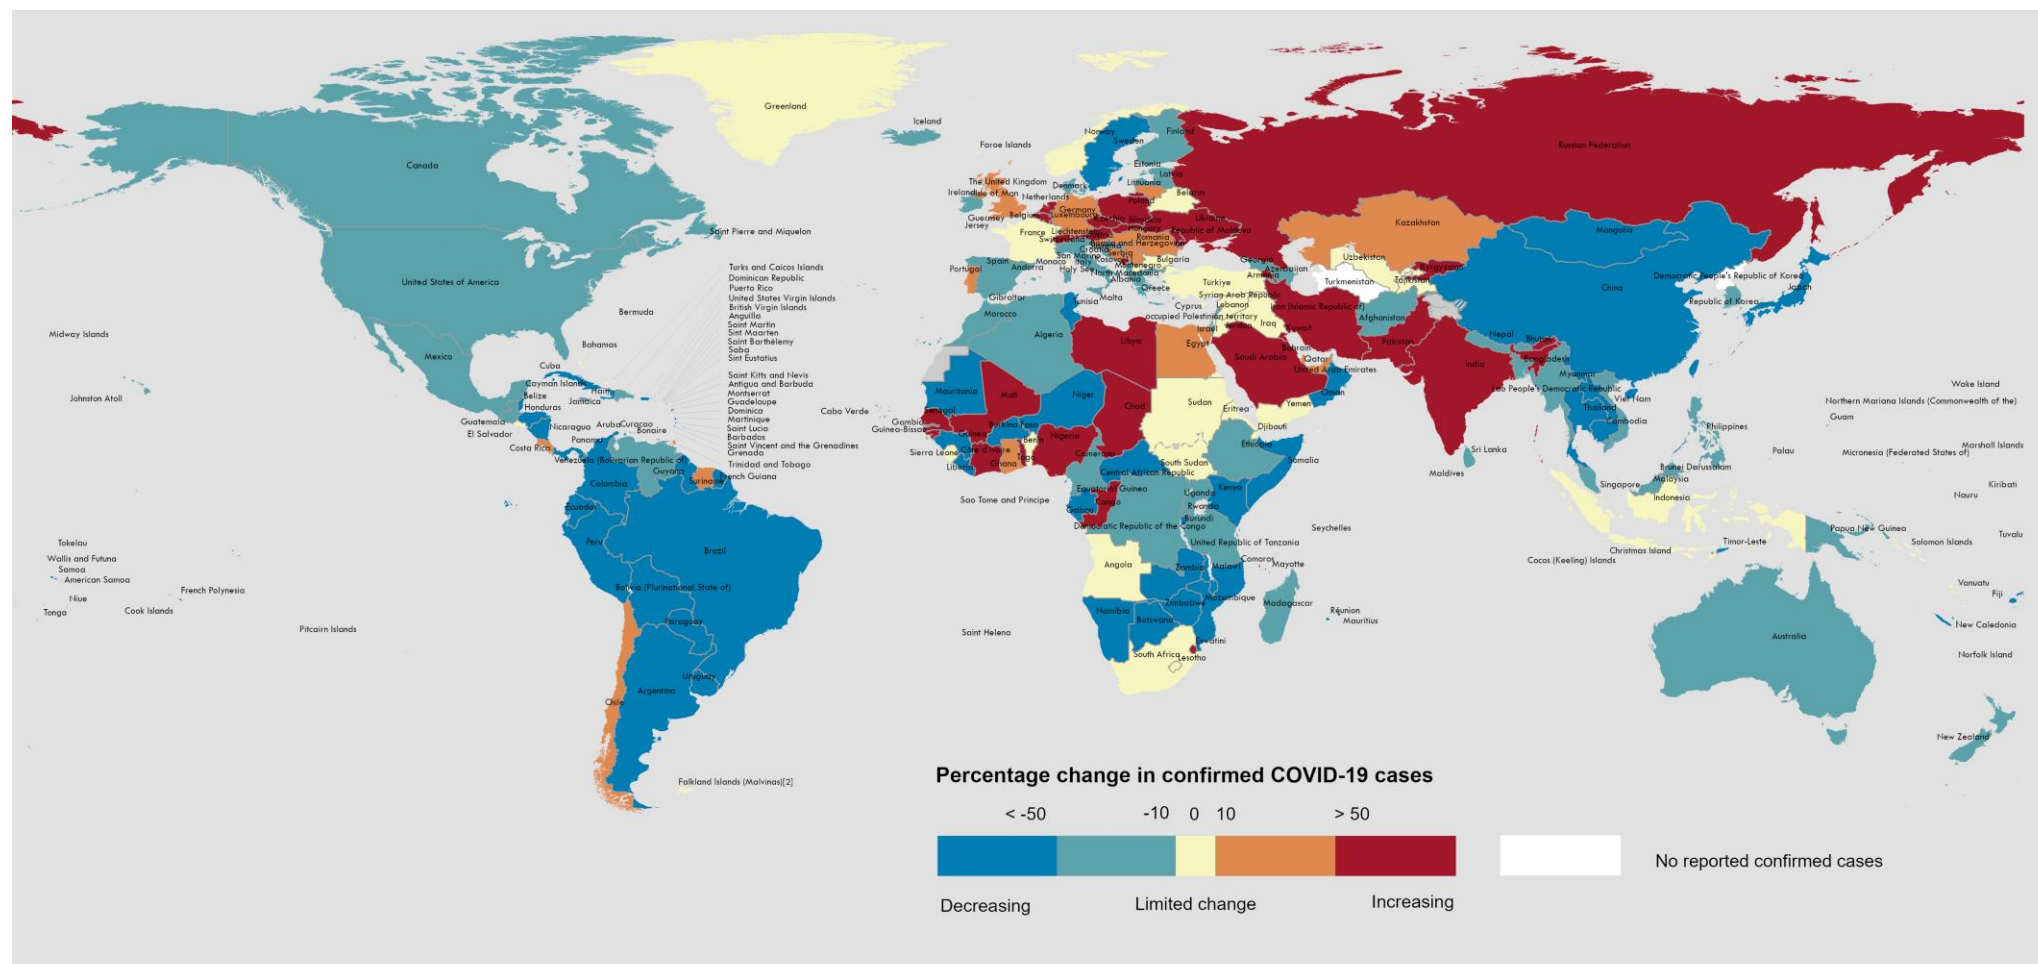 Greenland
Iceland
Canada
Faroe Islands
Norway
Sweden
Finland
Russian Federation
Estonia
Latvia
Lithuania
The United Kingdom
Denmark
Ireland
Isle of Man
Netherlands
Belarus
Poland
Guernsey
Jersey
Belgium
Germany
Luxembourg
Czechia
Slovakia
Ukraine
France
Liechtenstein
Switzerland
Hungary
Republic of Moldova
Romania
Bosnia and Herzegovina
Croatia
Serbia
San Marino
Italy
Kosovo
Montenegro
Bulgaria
Monaco
Holy See
North Macedonia
Albania
Greece
Spain
Andorra
Portugal
Gibraltar
Malta
Tunisia
Kazakhstan
Mongolia
Uzbekistan
Kyrgyzstan
Tajikistan
Turkmenistan
Georgia
Azerbaijan
Armenia
Türkiye
Syrian Arab Republic
Cyprus
Lebanon
occupied Palestinian territory
Israel
Jordan
Iraq
Iran (Islamic Republic of)
Kuwait
Afghanistan
Pakistan
Democratic People's Republic of Korea
Republic of Korea
Japan
China
Saint Pierre and Miquelon
United States of America
Turks and Caicos Islands
Dominican Republic
Puerto Rico
United States Virgin Islands
British Virgin Islands
Anguilla
Saint Martin
Sint Maarten
Saint Barthélemy
Saba
Sint Eustatius
Saint Kitts and Nevis
Antigua and Barbuda
Montserrat
Guadeloupe
Dominica
Martinique
Saint Lucia
Barbados
Saint Vincent and the Grenadines
Grenada
Trinidad and Tobago
French Guiana
Bermuda
Midway Islands
Bahamas
Mexico
Cuba
Cayman Islands
Haiti
Jamaica
Belize
Honduras
Johnston Atoll
Guatemala
El Salvador
Nicaragua
Aruba
Curaçao
Bonaire
Panama
Costa Rica
Venezuela (Bolivarian Republic of)
Guyana
Suriname
Colombia
Ecuador
Peru
Brazil
Bolivia (Plurinational State of)
Paraguay
Uruguay
Argentina
Chile
Falkland Islands (Malvinas)[2]
Morocco
Algeria
Libya
Egypt
Saudi Arabia
Bahrain
Qatar
United Arab Emirates
Oman
Yemen
Cabo Verde
Mauritania
Mali
Niger
Chad
Sudan
Eritrea
Djibouti
Senegal
Gambia
Guinea-Bissau
Guinea
Burkina Faso
Sierra Leone
Liberia
Côte d'Ivoire
Ghana
Togo
Benin
Nigeria
Cameroon
Central African Republic
South Sudan
Ethiopia
Somalia
Sao Tome and Principe
Equatorial Guinea
Gabon
Congo
Democratic Republic of the Congo
Uganda
Kenya
Rwanda
Burundi
United Republic of Tanzania
Seychelles
Comoros
Mayotte
Angola
Zambia
Malawi
Mozambique
Zimbabwe
Namibia
Botswana
Madagascar
Réunion
Mauritius
Saint Helena
South Africa
Lesotho
Eswatini
Nepal
Bhutan
Bangladesh
India
Myanmar
Lao People's Democratic Republic
Viet Nam
Thailand
Cambodia
Sri Lanka
Maldives
Philippines
Brunei Darussalam
Malaysia
Singapore
Indonesia
Timor-Leste
Christmas Island
Cocos (Keeling) Islands
Wake Island
Northern Mariana Islands (Commonwealth of the)
Guam
Palau
Marshall Islands
Micronesia (Federated States of)
Kiribati
Nauru
Papua New Guinea
Solomon Islands
Tuvalu
Vanuatu
Fiji
New Caledonia
Norfolk Island
Australia
New Zealand
Tokelau
Wallis and Futuna
Samoa
American Samoa
Niue
Tonga
Cook Islands
French Polynesia
Pitcairn Islands
Percentage change in confirmed COVID-19 cases
< -50 -10 0 10 > 50
No reported confirmed cases
Decreasing Limited change Increasing